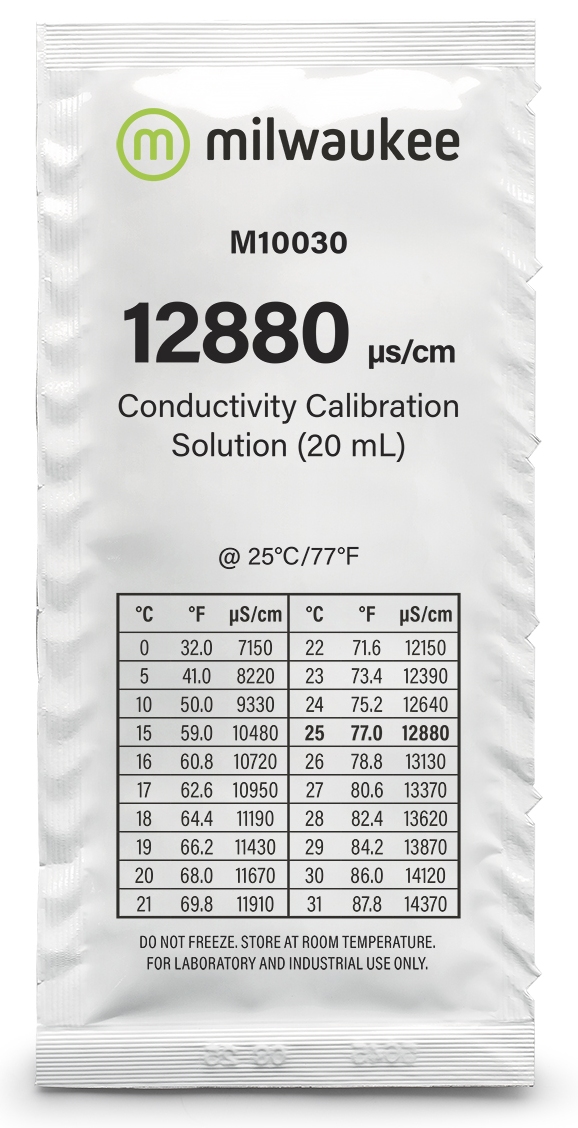 milwaukee
M10030
12880 µs/cm
Conductivity Calibration
Solution (20 mL)
@ 25°C/77°F
°C °F µS/cm °C °F µS/cm
0 32.0 7150 22 71.6 12150
5 41.0 8220 23 73.4 12390
10 50.0 9330 24 75.2 12640
15 59.0 10480 25 77.0 12880
16 60.8 10720 26 78.8 13130
17 62.6 10950 27 80.6 13370
18 64.4 11190 28 82.4 13620
19 66.2 11430 29 84.2 13870
20 68.0 11670 30 86.0 14120
21 69.8 11910 31 87.8 14370
DO NOT FREEZE. STORE AT ROOM TEMPERATURE.
FOR LABORATORY AND INDUSTRIAL USE ONLY.